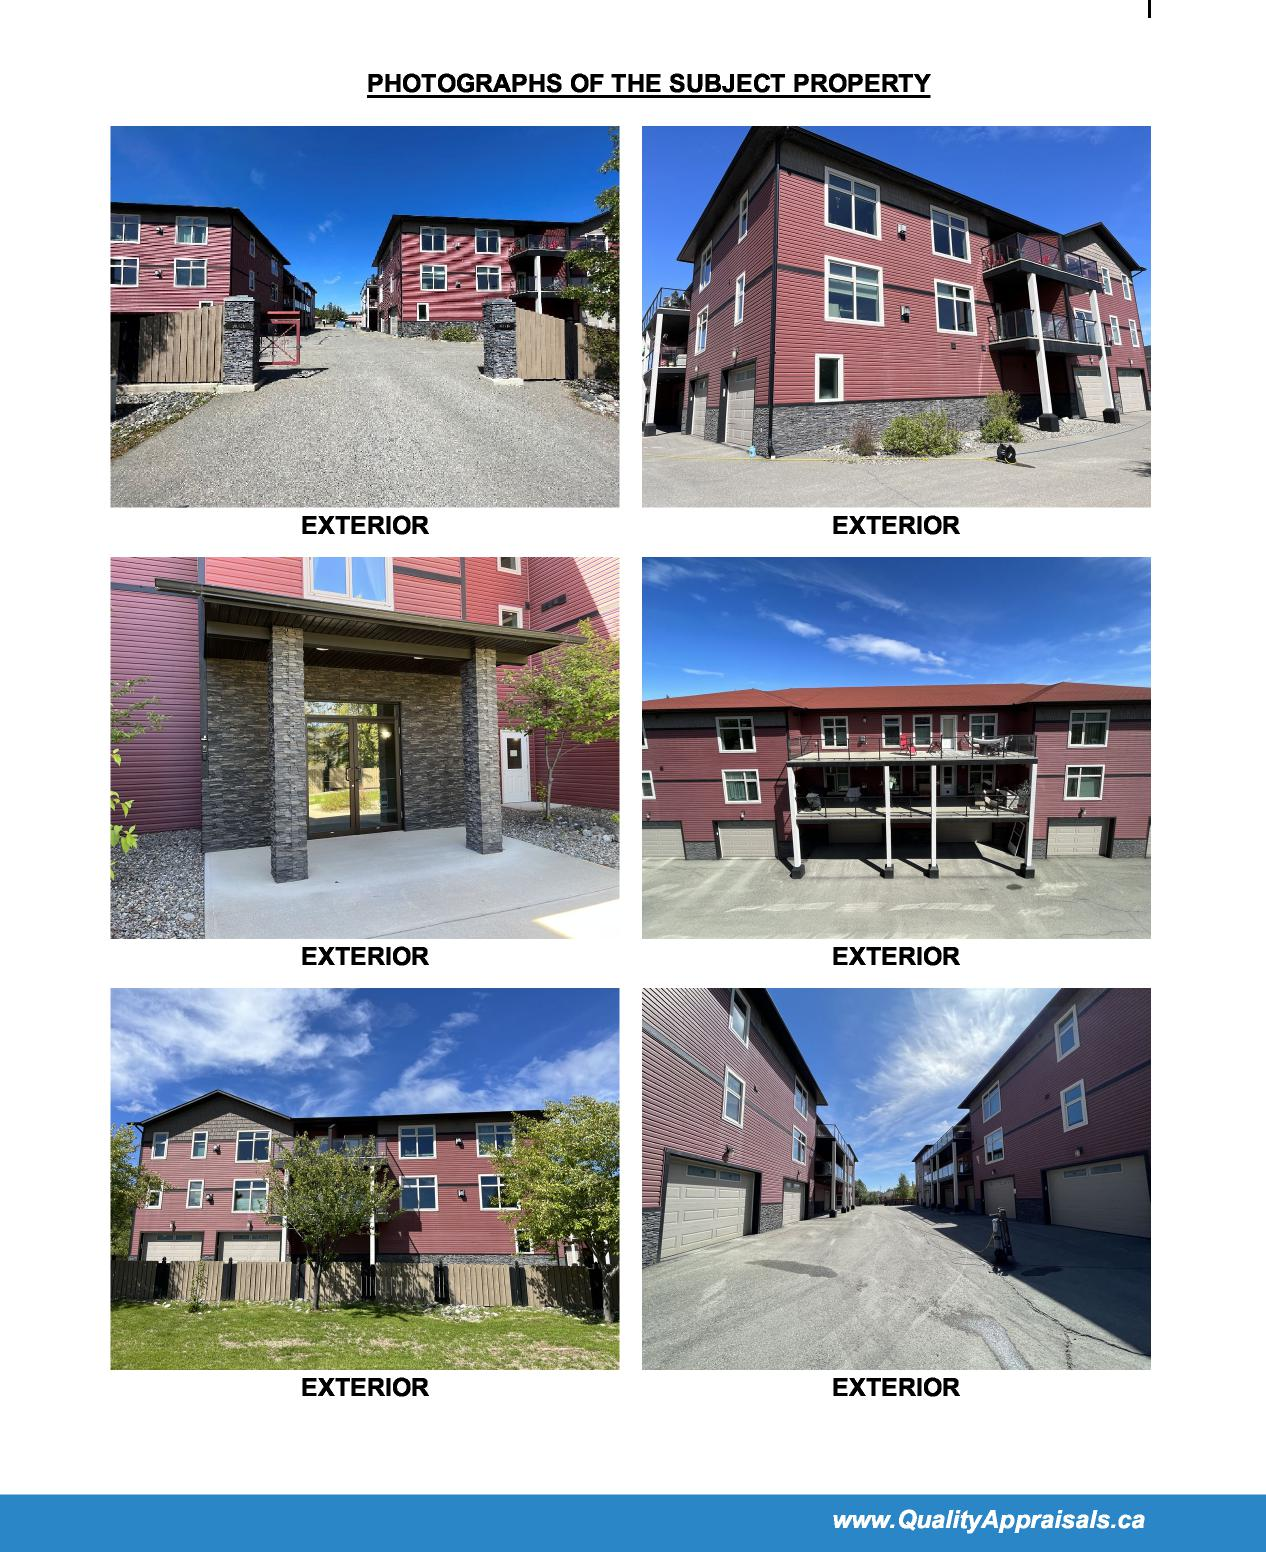 PHOTOGRAPHS OF THE SUBJECT PROPERTY
EXTERIOR
EXTERIOR
EXTERIOR
EXTERIOR
EXTERIOR
EXTERIOR
www.QualityAppraisals.ca